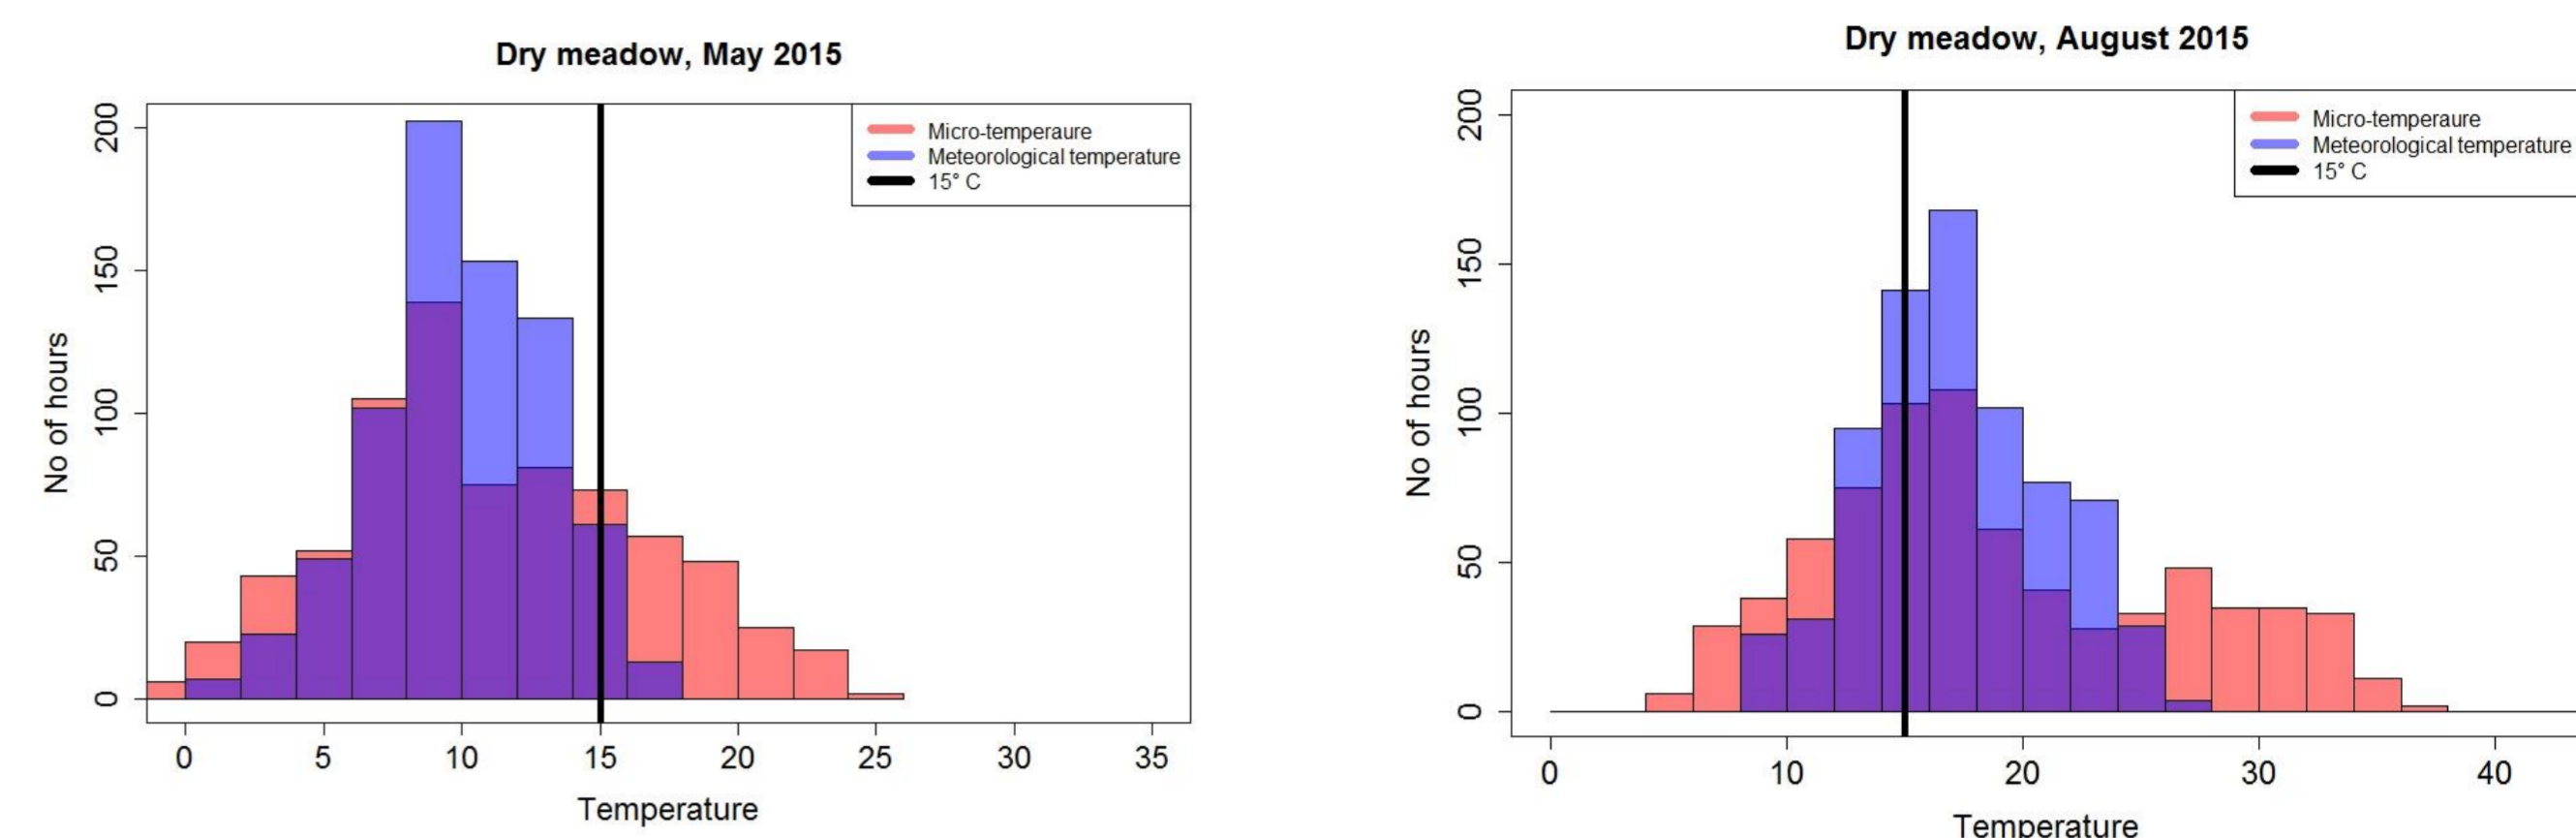 Dry meadow, May 2015
Micro-temperaure
Meteorological temperature
15° C
No of hours
200
150
100
50
0
0 5 10 15 20 25 30 35
Temperature
Dry meadow, August 2015
Micro-temperaure
Meteorological temperature
15° C
No of hours
200
150
100
50
0
0 10 20 30 40
Temperature